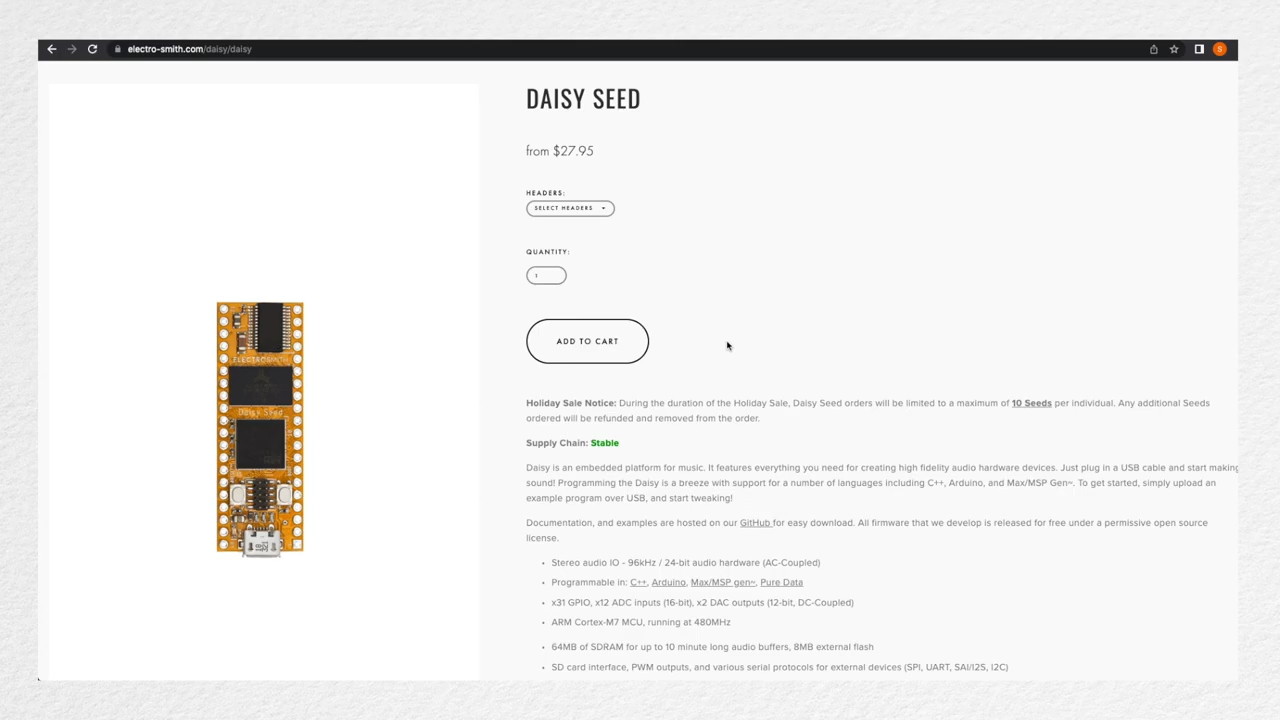 electro-smith.com/daisy/daisy
S
DAISY SEED
from $27.95
HEADERS:
SELECT HEADERS
QUANTITY:
1
ADD TO CART
ELECTROSMITH
Daisy Seed
Holiday Sale Notice: During the duration of the Holiday Sale, Daisy Seed orders will be limited to a maximum of 10 Seeds per individual. Any additional Seeds
ordered will be refunded and removed from the order.
Supply Chain: Stable
Daisy is an embedded platform for music. It features everything you need for creating high fidelity audio hardware devices. Just plug in a USB cable and start making
sound! Programming the Daisy is a breeze with support for a number of languages including C++, Arduino, and Max/MSP Gen~. To get started, simply upload an
example program over USB, and start tweaking!
Documentation, and examples are hosted on our GitHub for easy download. All firmware that we develop is released for free under a permissive open source
license.
• Stereo audio IO - 96kHz / 24-bit audio hardware (AC-Coupled)
• Programmable in: C++, Arduino, Max/MSP gen~, Pure Data
• x31 GPIO, x12 ADC inputs (16-bit), x2 DAC outputs (12-bit, DC-Coupled)
• ARM Cortex-M7 MCU, running at 480MHz
• 64MB of SDRAM for up to 10 minute long audio buffers, 8MB external flash
• SD card interface, PWM outputs, and various serial protocols for external devices (SPI, UART, SAI/I2S, I2C)